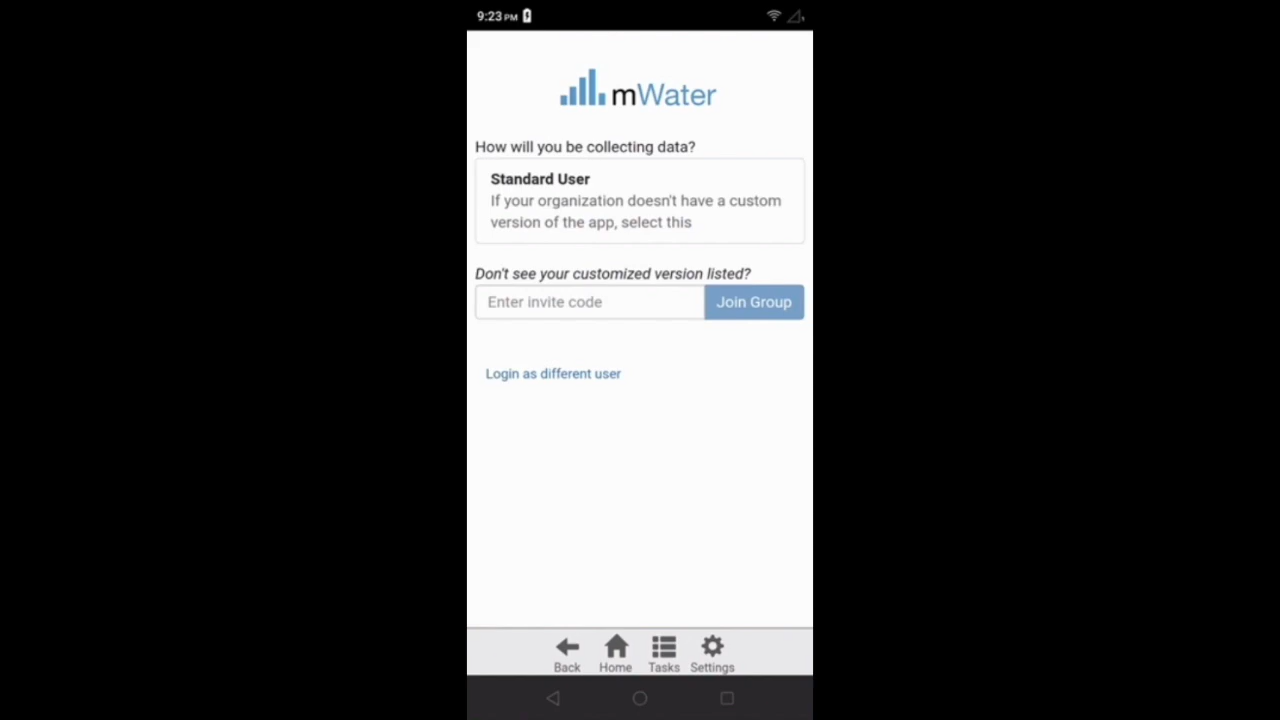 9:23 PM
mWater
How will you be collecting data?
Standard User
If your organization doesn't have a custom
version of the app, select this
Don't see your customized version listed?
Enter invite code
Join Group
Login as different user
Back Home Tasks Settings